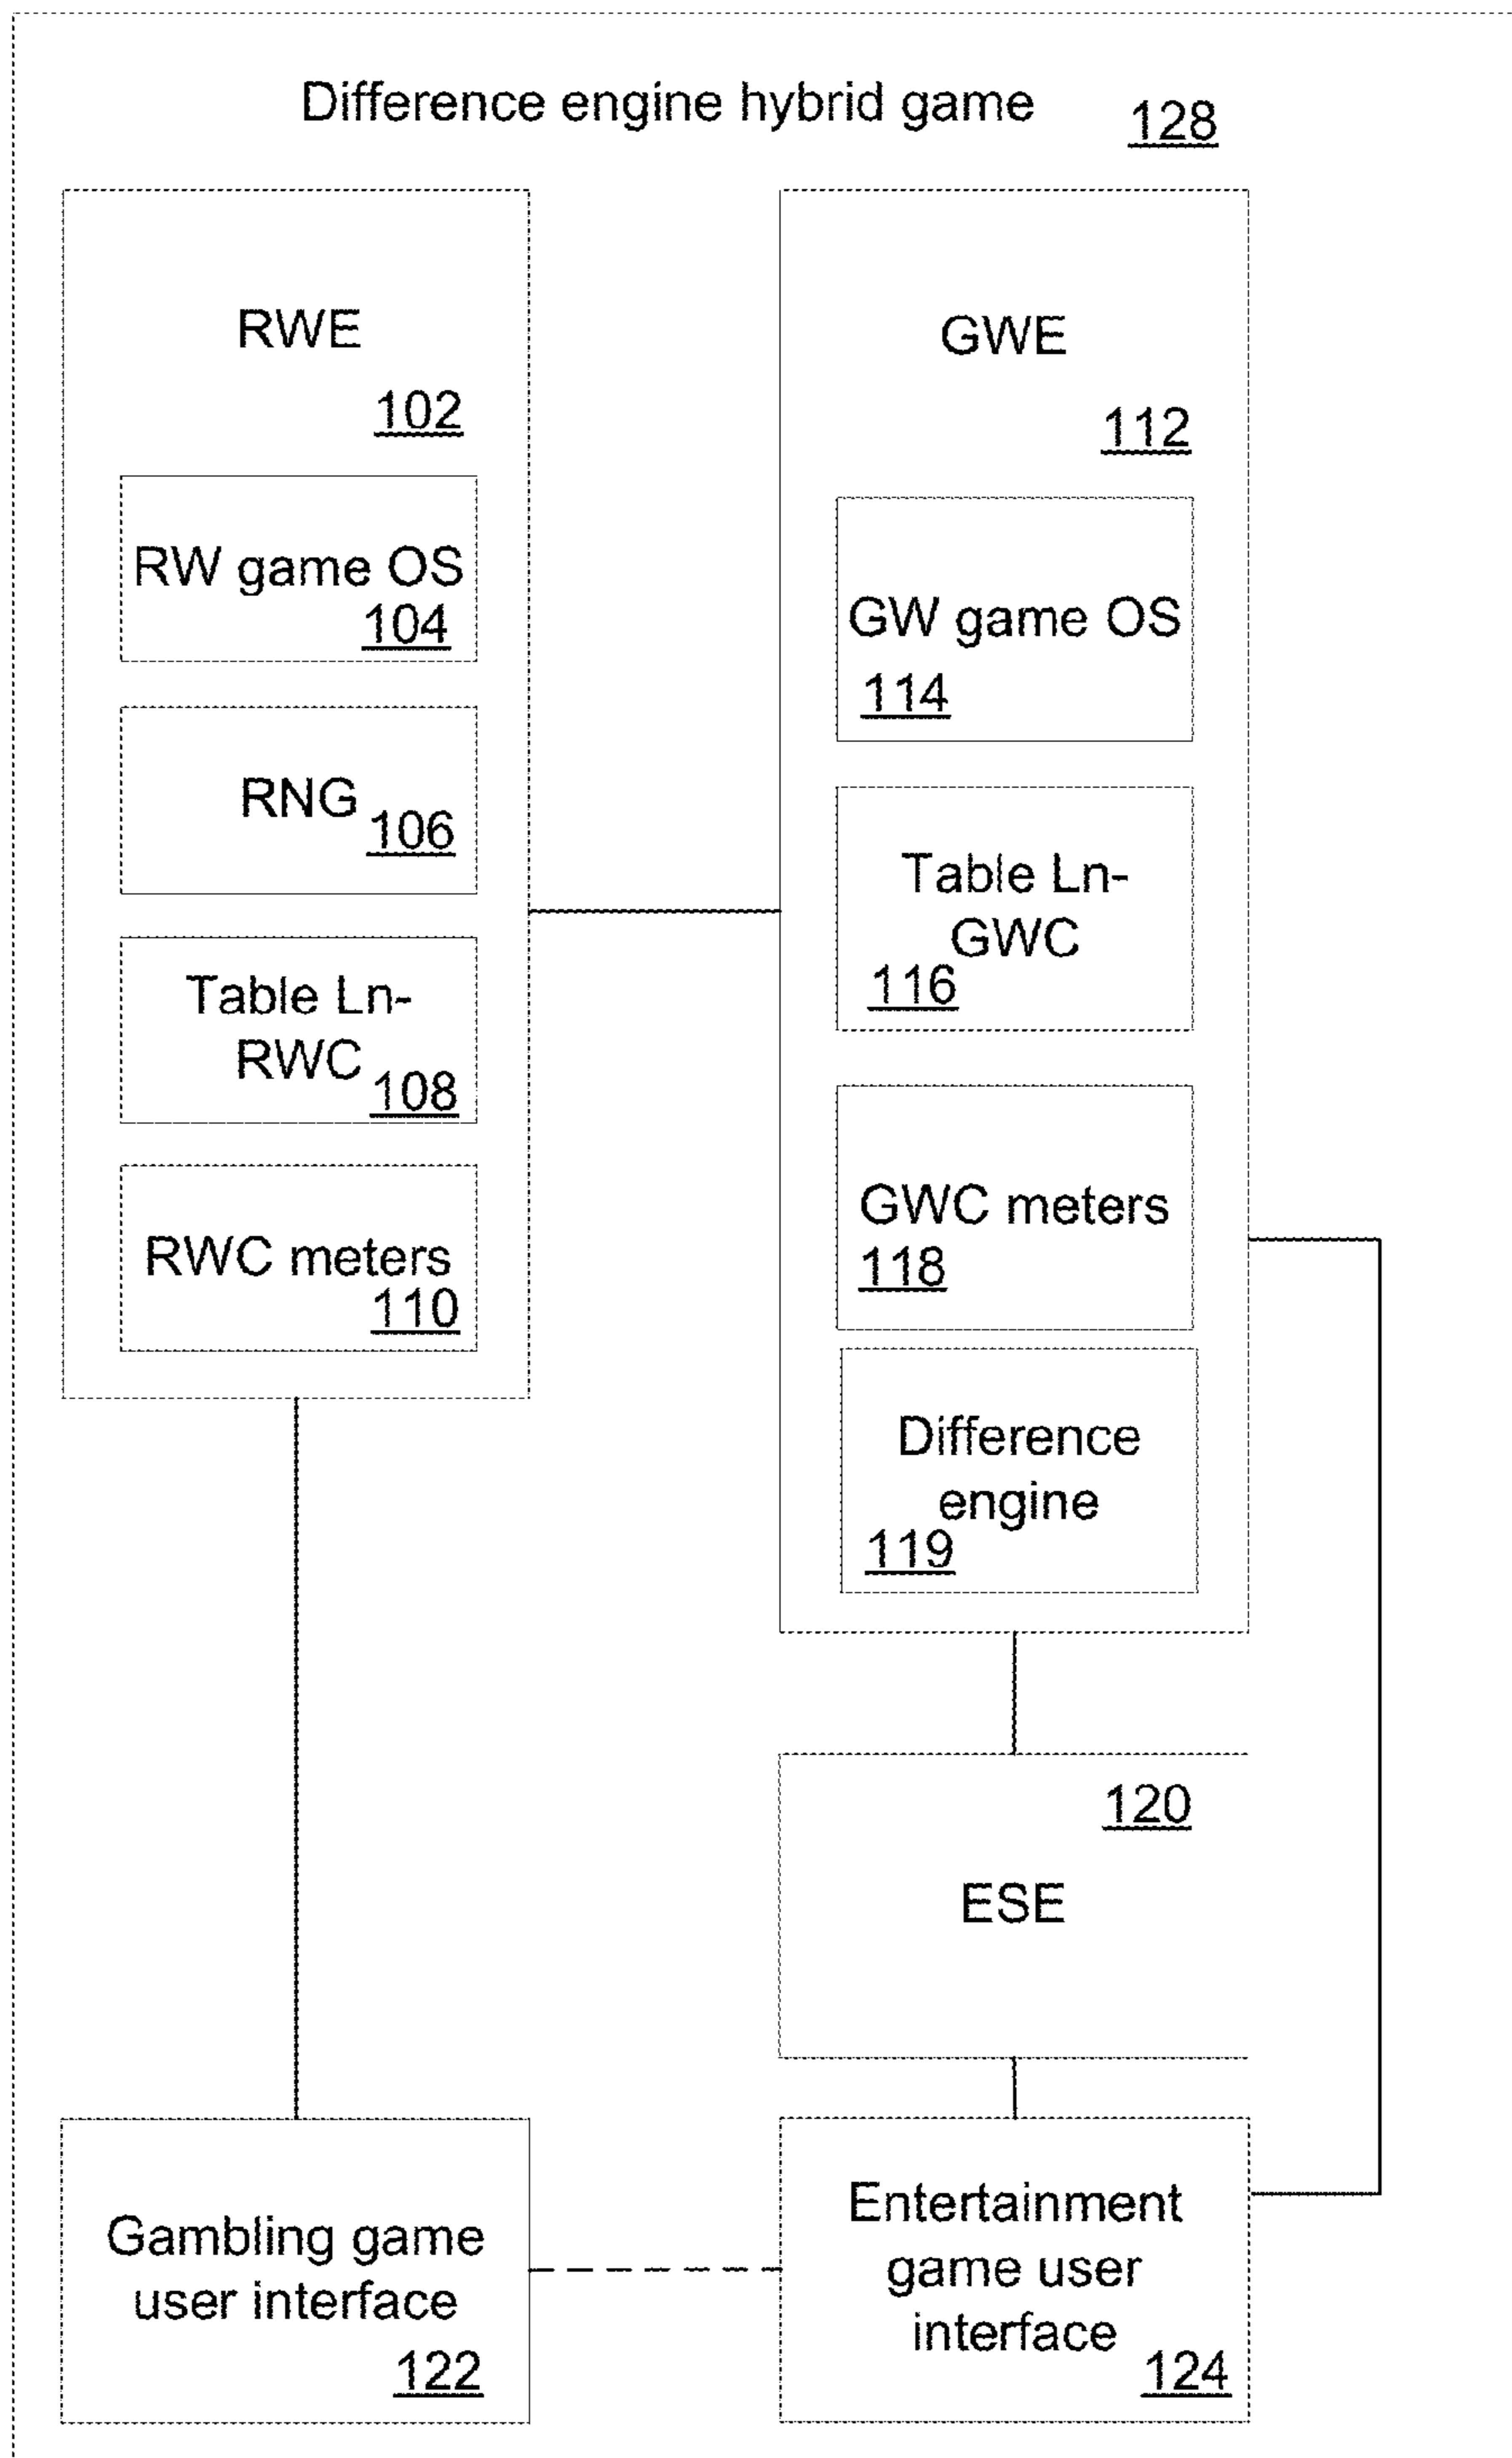 Difference engine hybrid game
128
RWE
102
RW game OS
104
RNG
106
Table Ln-
RWC
108
RWC meters
110
GWE
112
GW game OS
114
Table Ln-
GWC
116
GWC meters
118
Difference
engine
119
120
ESE
Gambling game
user interface
122
Entertainment
game user
interface
124